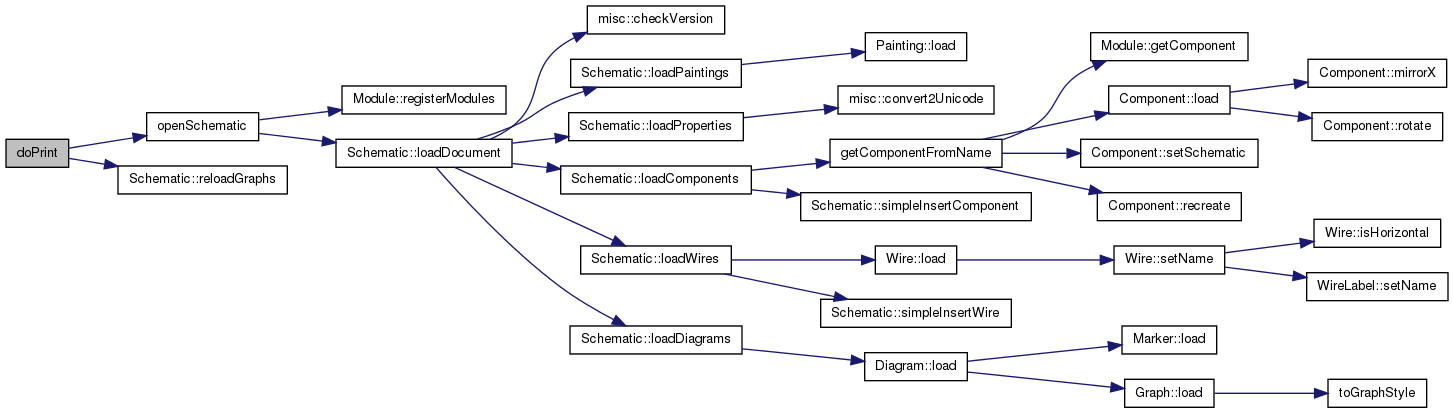 misc::checkVersion
Painting::load
Module::getComponent
Schematic::loadPaintings
Component::mirrorX
Module::registerModules
misc::convert2Unicode
Component::load
openSchematic
Schematic::loadProperties
Component::rotate
doPrint
Schematic::loadDocument
getComponentFromName
Component::setSchematic
Schematic::reloadGraphs
Schematic::loadComponents
Schematic::simpleInsertComponent
Component::recreate
Wire::isHorizontal
Schematic::loadWires
Wire::load
Wire::setName
WireLabel::setName
Schematic::simpleInsertWire
Schematic::loadDiagrams
Marker::load
Diagram::load
Graph::load
toGraphStyle